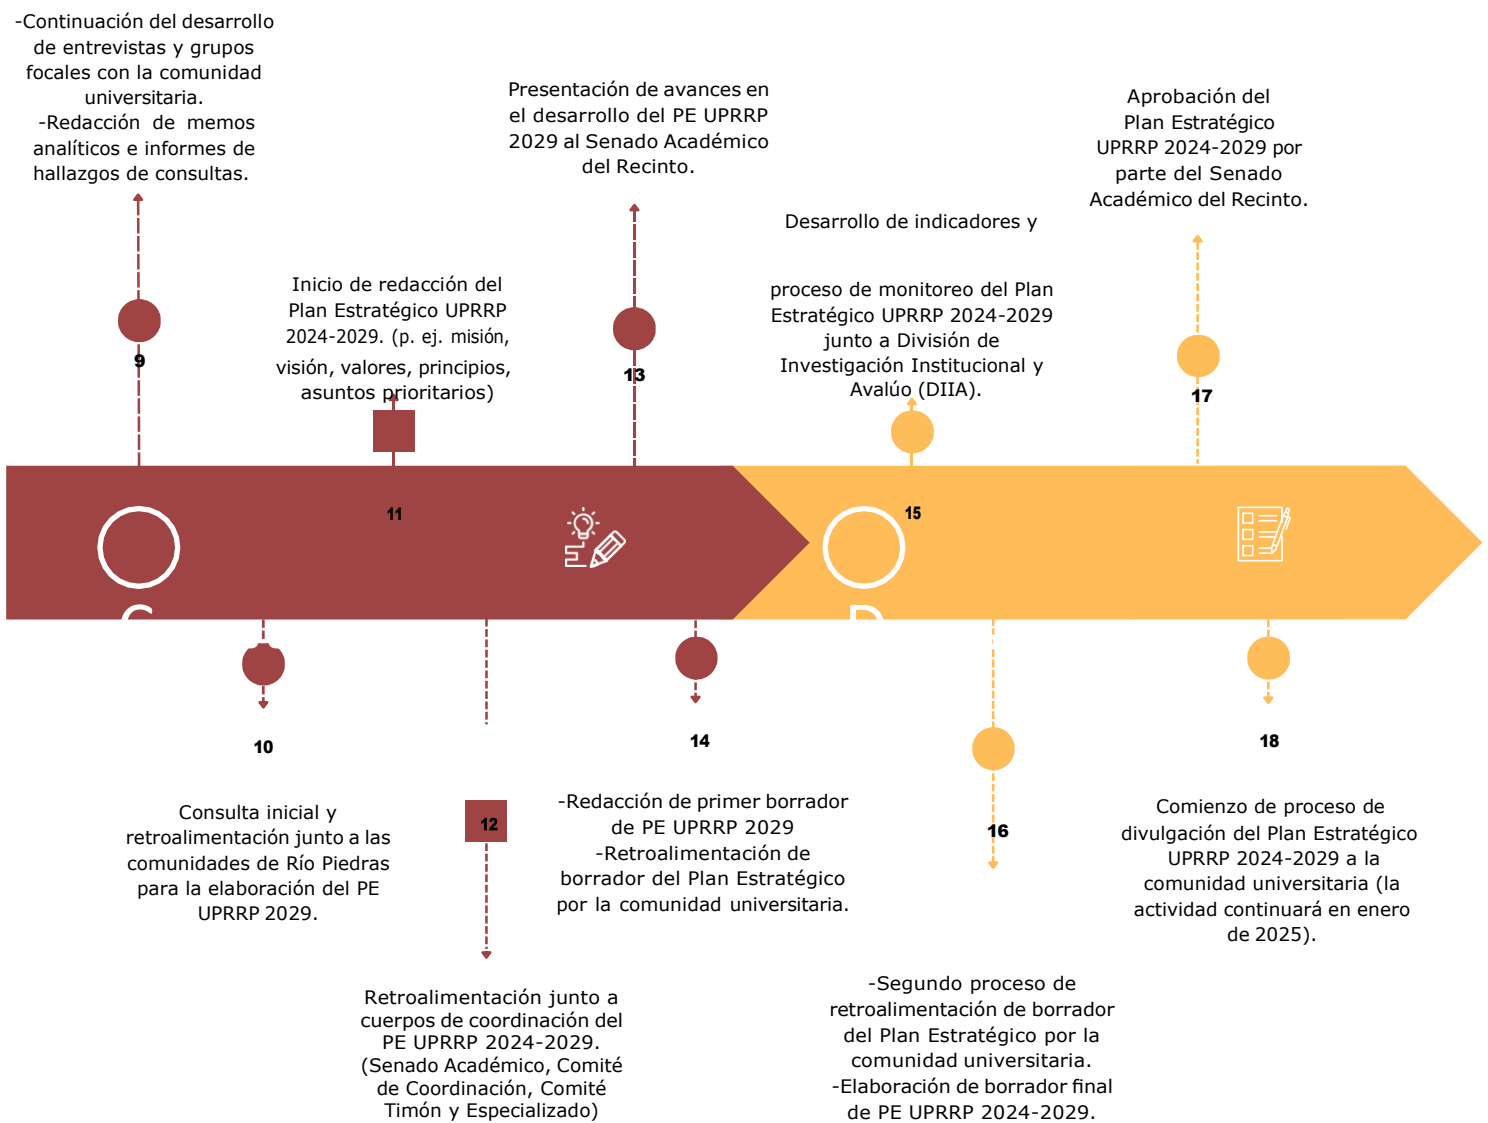 -Continuación del desarrollo
de entrevistas y grupos
focales con la comunidad
universitaria.
-Redacción de memos
analíticos e informes de
hallazgos de consultas.
9
Inicio de redacción del
Plan Estratégico UPRRP
2024-2029. (p. ej. misión,
visión, valores, principios,
asuntos prioritarios)
11
Presentación de avances en
el desarrollo del PE UPRRP
2029 al Senado Académico
del Recinto.
13
Desarrollo de indicadores y
proceso de monitoreo del Plan
Estratégico UPRRP 2024-2029
junto a División de
Investigación Institucional y
Avalúo (DIIA).
15
Aprobación del
Plan Estratégico
UPRRP 2024-2029 por
parte del Senado
Académico del Recinto.
17
C
D
10
Consulta inicial y
retroalimentación junto a las
comunidades de Río Piedras
para la elaboración del PE
UPRRP 2029.
12
Retroalimentación junto a
cuerpos de coordinación del
PE UPRRP 2024-2029.
(Senado Académico, Comité
de Coordinación, Comité
Timón y Especializado)
14
-Redacción de primer borrador
de PE UPRRP 2029
-Retroalimentación de
borrador del Plan Estratégico
por la comunidad universitaria.
16
-Segundo proceso de
retroalimentación de borrador
del Plan Estratégico por la
comunidad universitaria.
-Elaboración de borrador final
de PE UPRRP 2024-2029.
18
Comienzo de proceso de
divulgación del Plan Estratégico
UPRRP 2024-2029 a la
comunidad universitaria (la
actividad continuará en enero
de 2025).